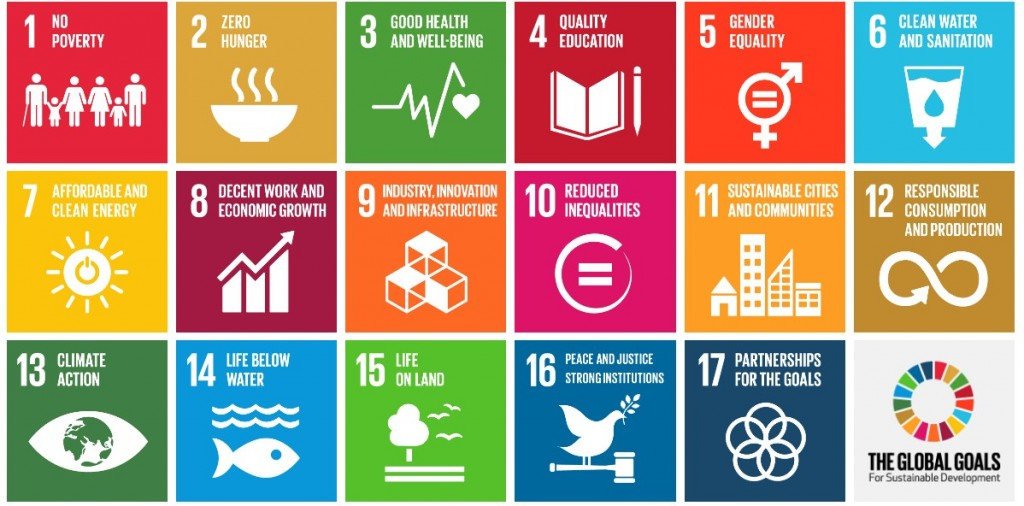 1 NO
POVERTY
2 ZERO
HUNGER
3 GOOD HEALTH
AND WELL-BEING
4 QUALITY
EDUCATION
5 GENDER
EQUALITY
6 CLEAN WATER
AND SANITATION
7 AFFORDABLE AND
CLEAN ENERGY
8 DECENT WORK AND
ECONOMIC GROWTH
9 INDUSTRY, INNOVATION
AND INFRASTRUCTURE
10 REDUCED
INEQUALITIES
11 SUSTAINABLE CITIES
AND COMMUNITIES
12 RESPONSIBLE
CONSUMPTION
AND PRODUCTION
13 CLIMATE
ACTION
14 LIFE BELOW
WATER
15 LIFE
ON LAND
16 PEACE AND JUSTICE
STRONG INSTITUTIONS
17 PARTNERSHIPS
FOR THE GOALS
THE GLOBAL GOALS
For Sustainable Development